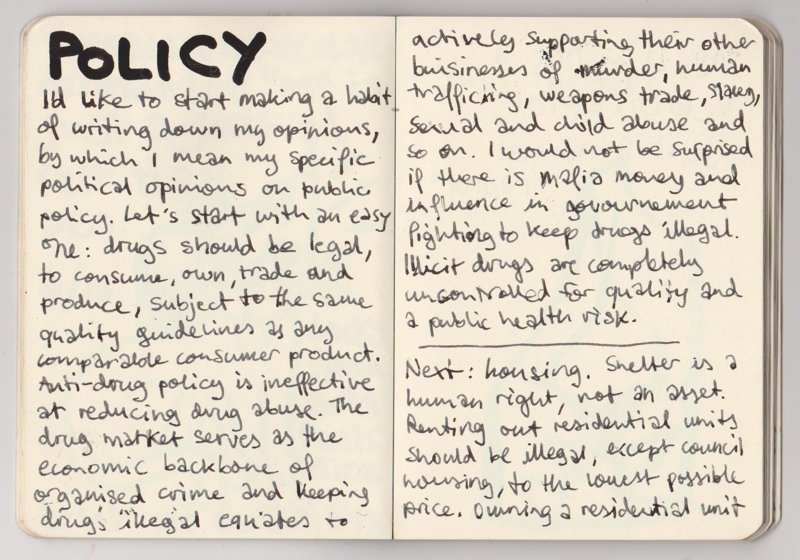 POLICY
I'd like to start making a habit
of writing down my opinions,
by which I mean my specific
political opinions on public
policy. Let's start with an easy
one: drugs should be legal,
to consume, own, trade and
produce, subject to the same
quality guidelines as any
comparable consumer product.
Anti-drug policy is ineffective
at reducing drug abuse. The
drug market serves as the
economic backbone of
organised crime and keeping
drugs illegal equates to
actively supporting their other
buisinesses of murder, human
trafficking, weapons trade, slavery,
sexual and child abuse and
so on. I would not be surprised
if there is mafia money and
influence in gouvernement
fighting to keep drugs illegal.
Illicit drugs are completely
uncontrolled for quality and
a public health risk.
Next: housing. Shelter is a
human right, not an asset.
Renting out residential units
should be illegal, except council
housing, to the lowest possible
price. Owning a residential unit